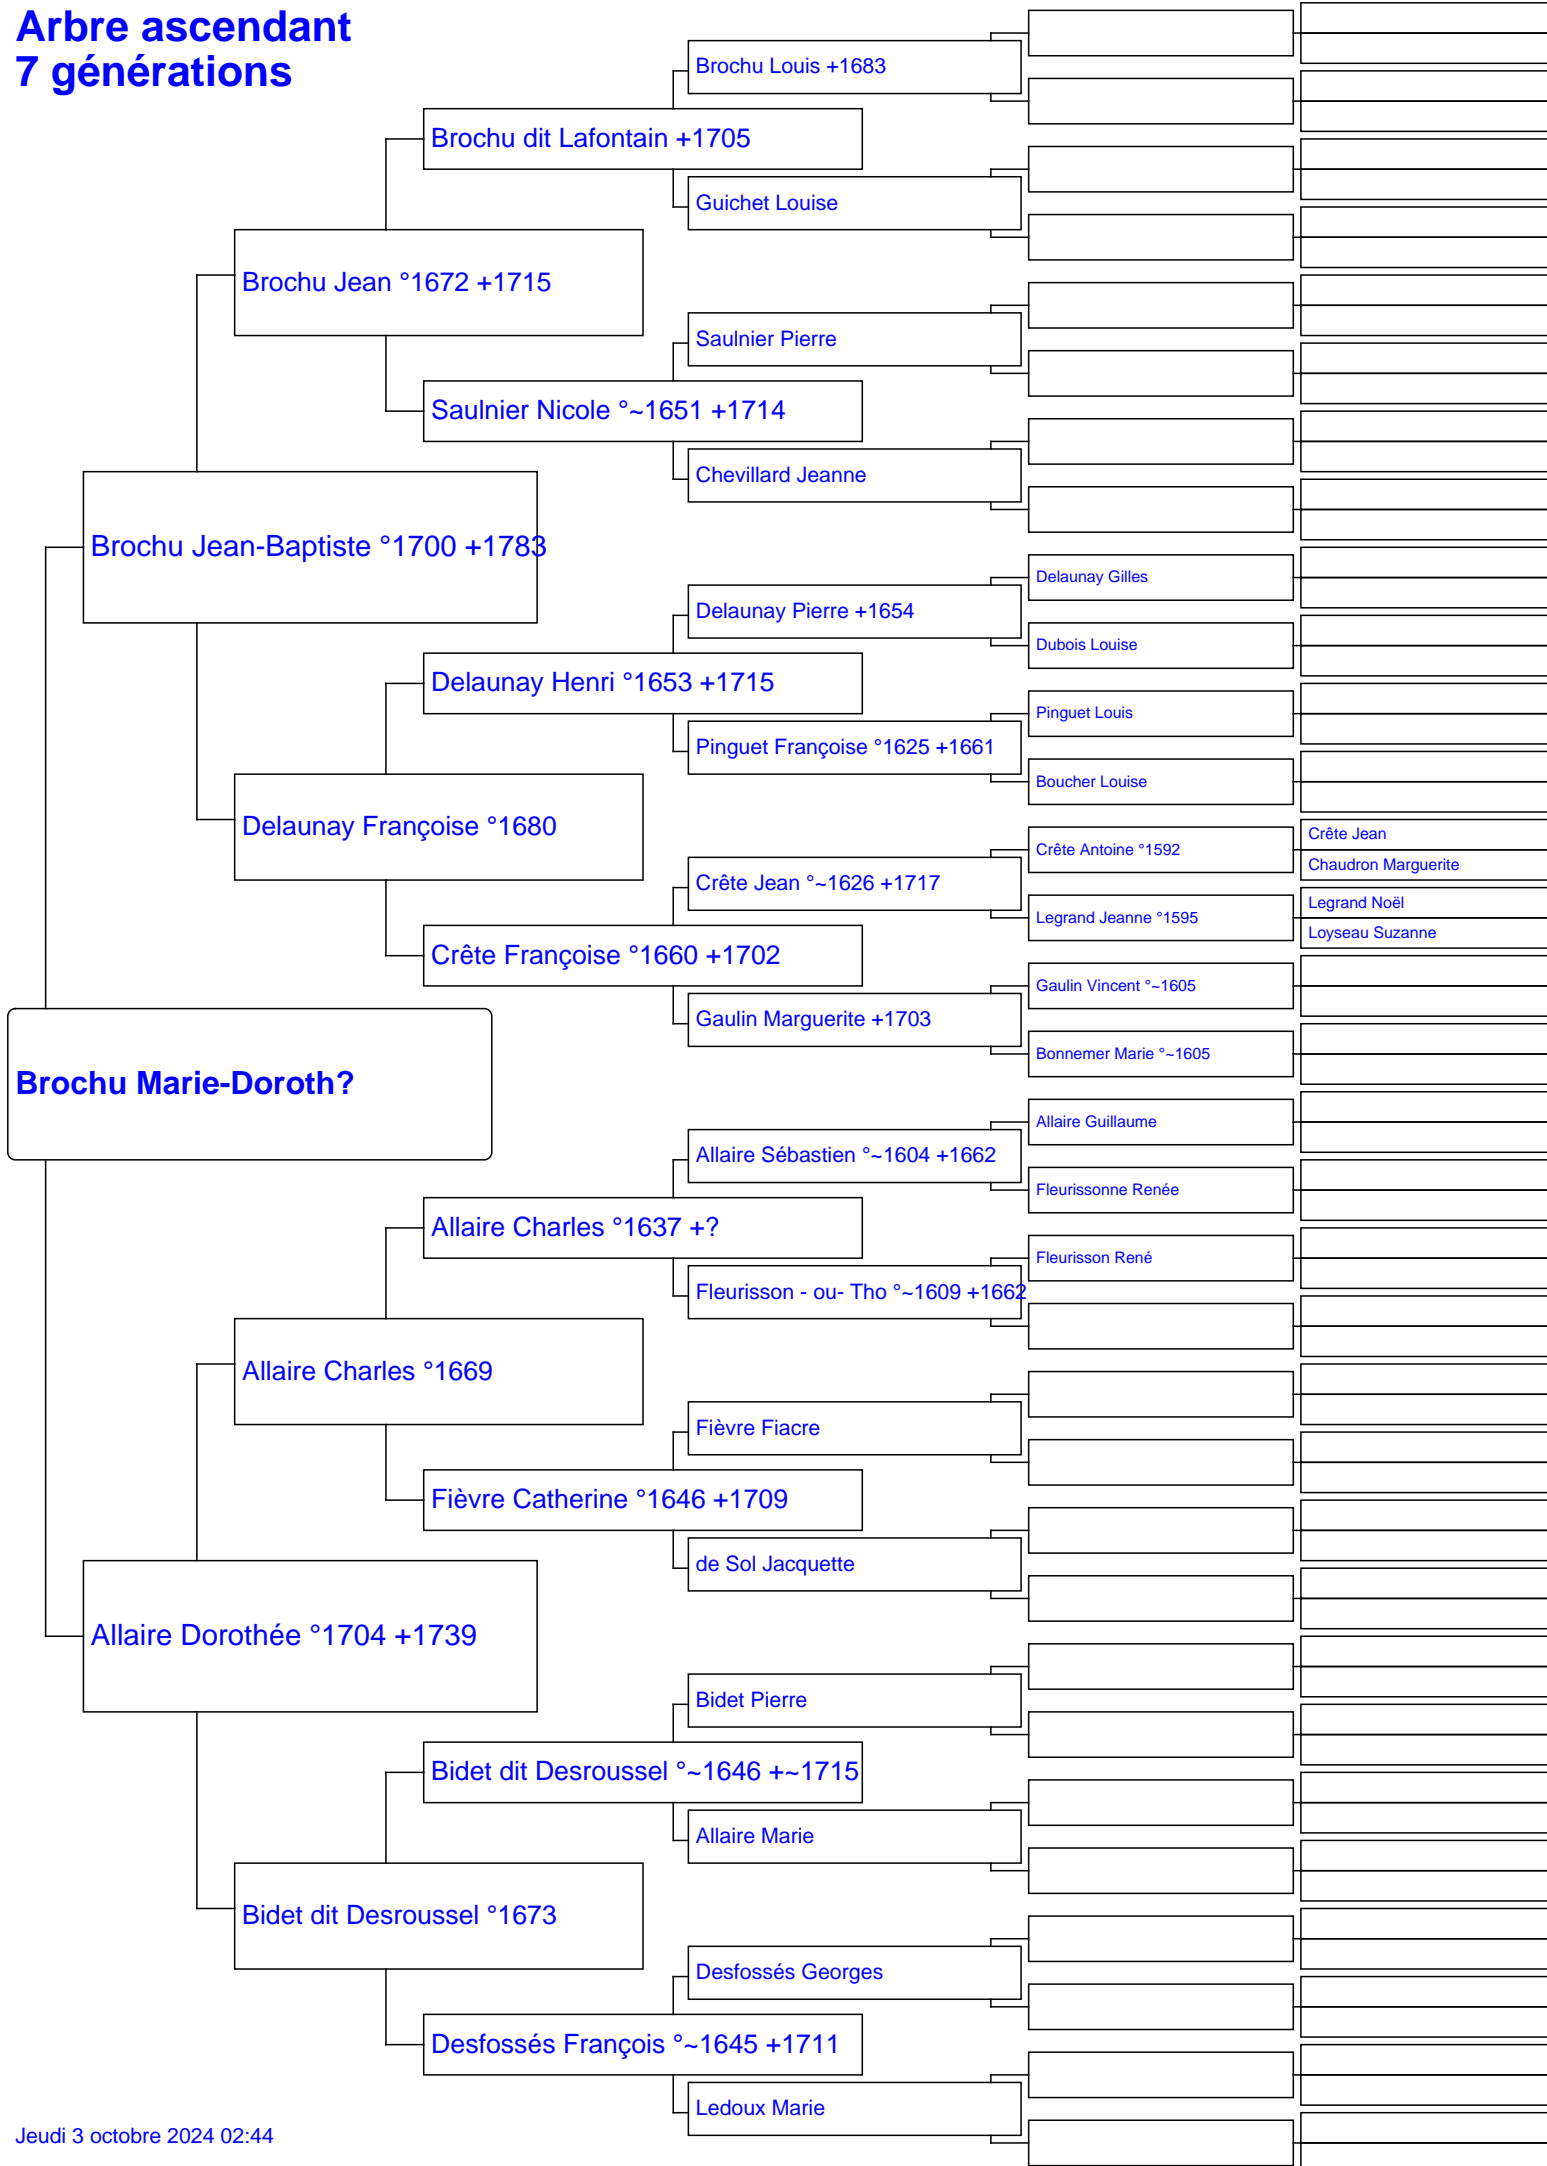 Arbre ascendant
7 générations
Brochu Louis +1683
Brochu dit Lafontain +1705
Guichet Louise
Brochu Jean °1672 +1715
Saulnier Pierre
Saulnier Nicole °~1651 +1714
Chevillard Jeanne
Brochu Jean-Baptiste °1700 +1783
Delaunay Gilles
Delaunay Pierre +1654
Dubois Louise
Delaunay Henri °1653 +1715
Pinguet Louis
Pinguet Françoise °1625 +1661
Boucher Louise
Delaunay Françoise °1680
Crête Jean
Crête Antoine °1592
Chaudron Marguerite
Crête Jean °~1626 +1717
Legrand Noël
Legrand Jeanne °1595
Loyseau Suzanne
Crête Françoise °1660 +1702
Gaulin Vincent °~1605
Gaulin Marguerite +1703
Bonnemer Marie °~1605
Brochu Marie-Doroth?
Allaire Guillaume
Allaire Sébastien °~1604 +1662
Fleurissonne Renée
Allaire Charles °1637 +?
Fleurisson René
Fleurisson - ou- Tho °~1609 +1662
Allaire Charles °1669
Fièvre Fiacre
Fièvre Catherine °1646 +1709
de Sol Jacquette
Allaire Dorothée °1704 +1739
Bidet Pierre
Bidet dit Desroussel °~1646 +~1715
Allaire Marie
Bidet dit Desroussel °1673
Desfossés Georges
Desfossés François °~1645 +1711
Ledoux Marie
Jeudi 3 octobre 2024 02:44